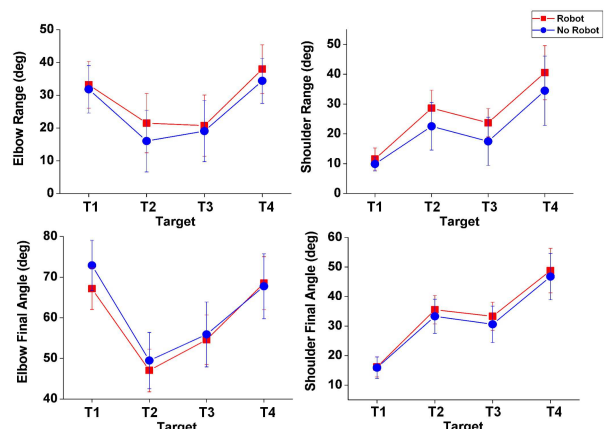 Robot
No Robot
Elbow Range (deg)
50
40
30
20
10
0
T1 T2 T3 T4
Target
Shoulder Range (deg)
50
40
30
20
10
0
T1 T2 T3 T4
Target
Elbow Final Angle (deg)
80
70
60
50
40
T1 T2 T3 T4
Target
Shoulder Final Angle (deg)
60
50
40
30
20
10
T1 T2 T3 T4
Target